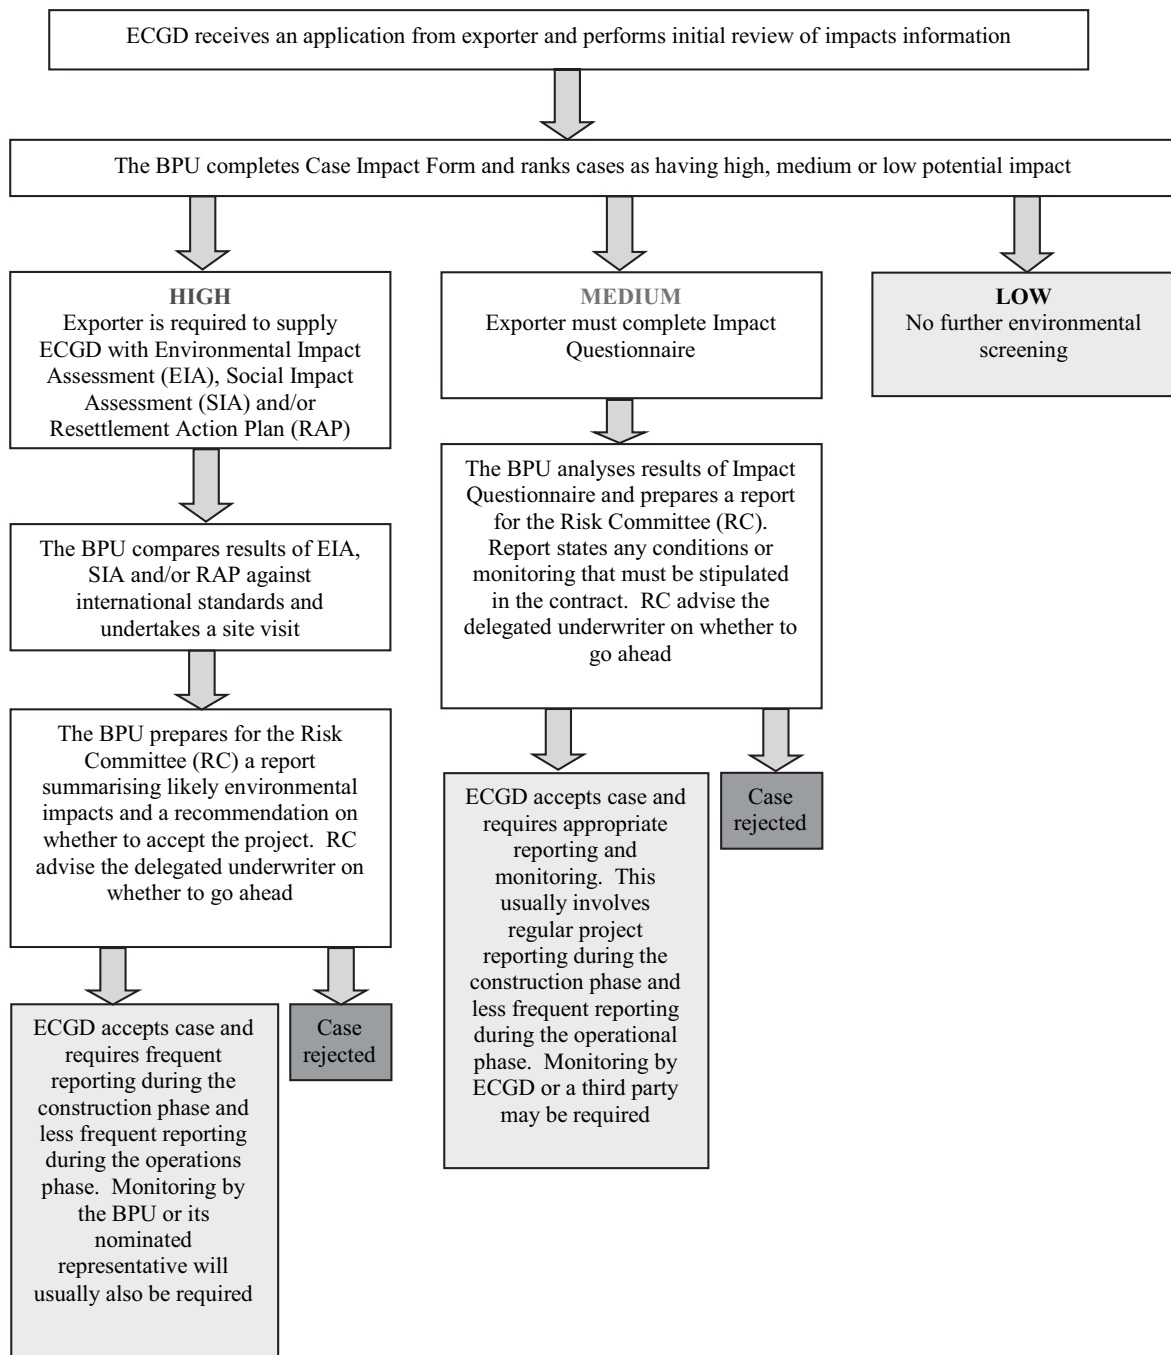 ECGD receives an application from exporter and performs initial review of impacts information
The BPU completes Case Impact Form and ranks cases as having high, medium or low potential impact
HIGH
Exporter is required to supply
ECGD with Environmental Impact
Assessment (EIA), Social Impact
Assessment (SIA) and/or
Resettlement Action Plan (RAP)
MEDIUM
Exporter must complete Impact
Questionnaire
LOW
No further environmental
screening
The BPU compares results of EIA,
SIA and/or RAP against
international standards and
undertakes a site visit
The BPU analyses results of Impact
Questionnaire and prepares a report
for the Risk Committee (RC).
Report states any conditions or
monitoring that must be stipulated
in the contract.  RC advise the
delegated underwriter on whether to
go ahead
The BPU prepares for the Risk
Committee (RC) a report
summarising likely environmental
impacts and a recommendation on
whether to accept the project.  RC
advise the delegated underwriter on
whether to go ahead
ECGD accepts case and
requires appropriate
reporting and
monitoring.  This
usually involves
regular project
reporting during the
construction phase and
less frequent reporting
during the operational
phase.  Monitoring by
ECGD or a third party
may be required
Case
rejected
ECGD accepts case and
requires frequent
reporting during the
construction phase and
less frequent reporting
during the operations
phase.  Monitoring by
the BPU or its
nominated
representative will
usually also be required
Case
rejected